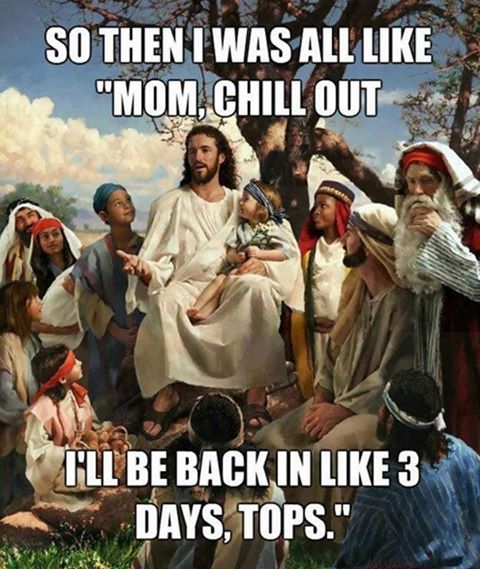 SO THEN I WAS ALL LIKE
"MOM, CHILL OUT
I'LL BE BACK IN LIKE 3
DAYS, TOPS."